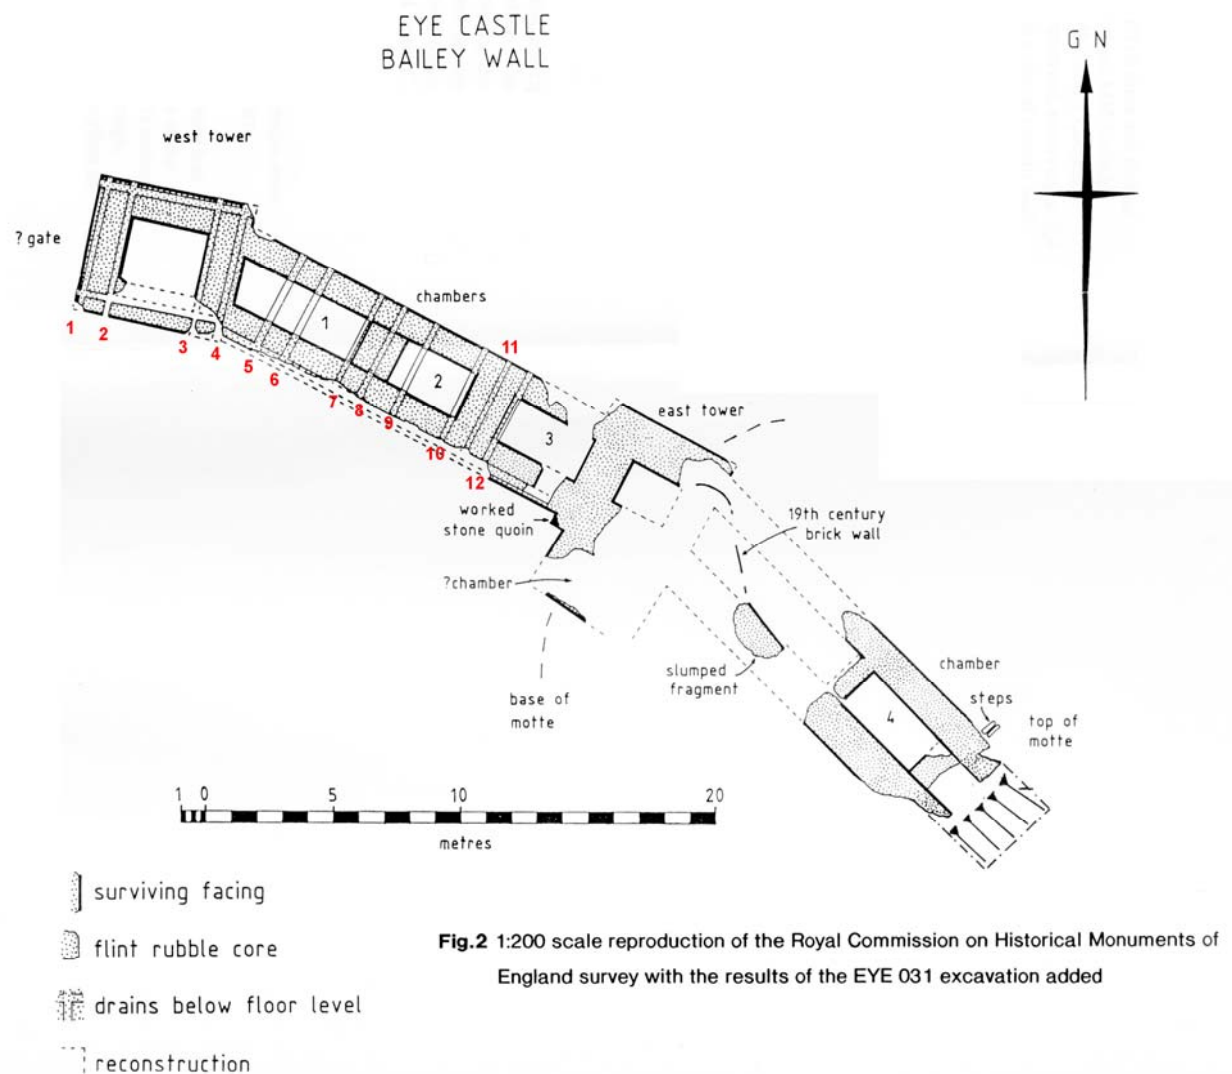 EYE CASTLE
BAILEY WALL
G N
west tower
? gate
chambers
1
2
3
east tower
1
2
3
4
5
6
7
8
9
10
11
12
worked
stone quoin
19th century
brick wall
?chamber
base of
motte
slumped
fragment
chamber
steps
4
top of
motte
1 0 5 10 20
metres
surviving facing
flint rubble core
drains below floor level
reconstruction
Fig.2 1:200 scale reproduction of the Royal Commission on Historical Monuments of
England survey with the results of the EYE 031 excavation added